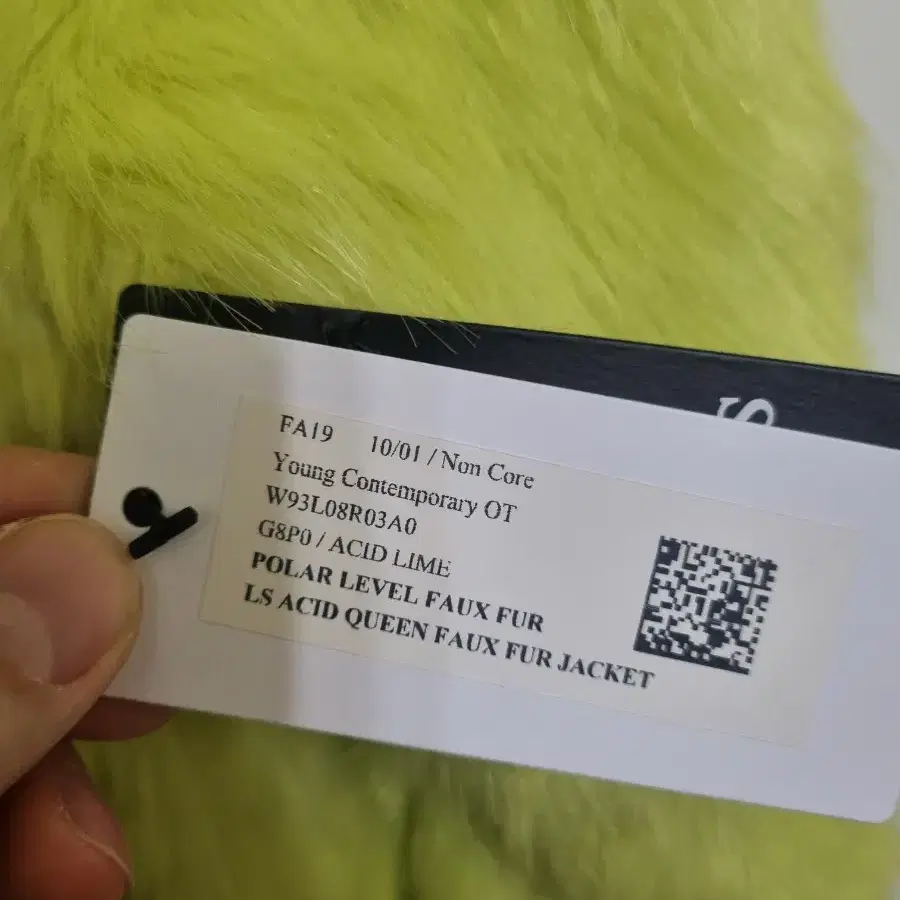 S
FA19 10/01 / Non Core
Young Contemporary OT
W93L08R03A0
G8P0 / ACID LIME
POLAR LEVEL FAUX FUR
LS ACID QUEEN FAUX FUR JACKET